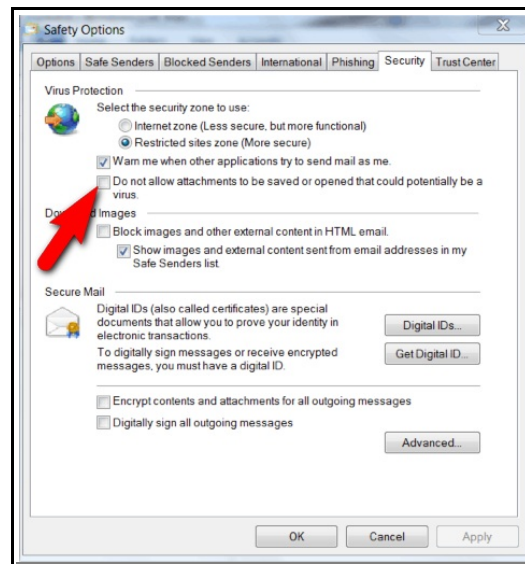 Safety Options
Options Safe Senders Blocked Senders International Phishing Security Trust Center
Virus Protection
Select the security zone to use:
Internet zone (Less secure, but more functional)
Restricted sites zone (More secure)
Warn me when other applications try to send mail as me.
Do not allow attachments to be saved or opened that could potentially be a
virus.
Images
Block images and other external content in HTML email.
Show images and external content sent from email addresses in my
Safe Senders list.
Secure Mail
Digital IDs (also called certificates) are special
documents that allow you to prove your identity in
electronic transactions.
Digital IDs...
To digitally sign messages or receive encrypted
messages, you must have a digital ID.
Get Digital ID...
Encrypt contents and attachments for all outgoing messages
Digitally sign all outgoing messages
Advanced...
OK Cancel Apply